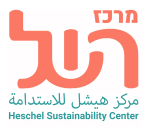 מרכז
השל
مركز هيشل للاستدامة
Heschel Sustainability Center